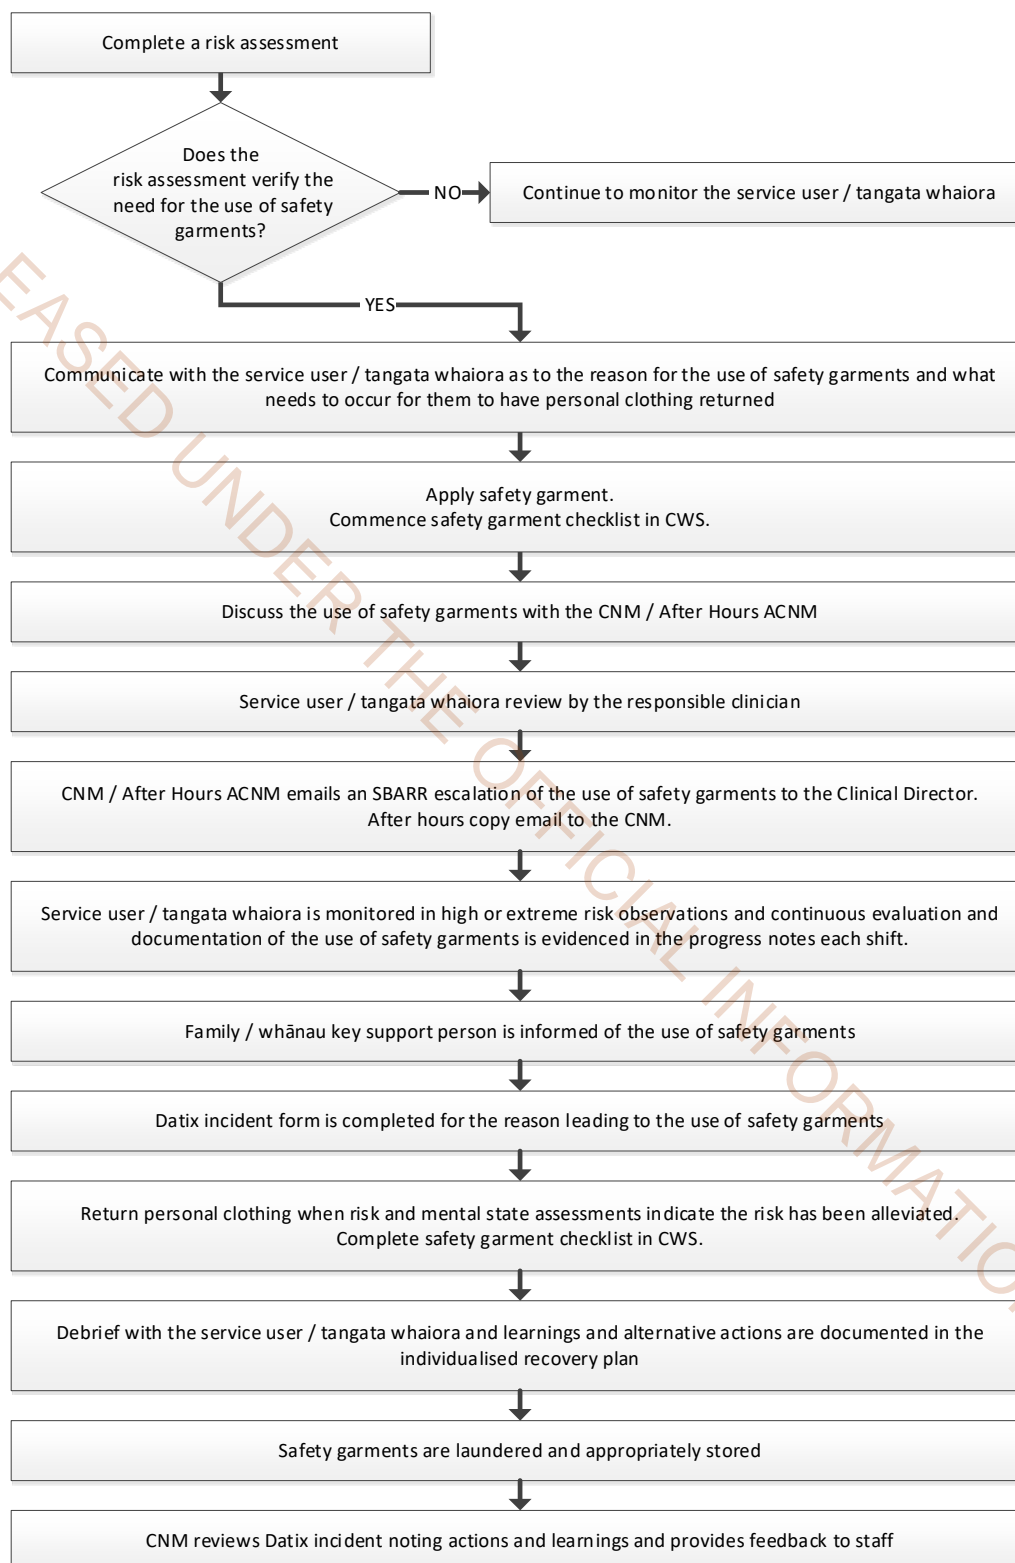 Complete a risk assessment
Does the
risk assessment verify the
need for the use of safety
garments?
NO
Continue to monitor the service user / tangata whaiora
YES
Communicate with the service user / tangata whaiora as to the reason for the use of safety garments and what
needs to occur for them to have personal clothing returned
Apply safety garment.
Commence safety garment checklist in CWS.
Discuss the use of safety garments with the CNM / After Hours ACNM
Service user / tangata whaiora review by the responsible clinician
CNM / After Hours ACNM emails an SBARR escalation of the use of safety garments to the Clinical Director.
After hours copy email to the CNM.
Service user / tangata whaiora is monitored in high or extreme risk observations and continuous evaluation and
documentation of the use of safety garments is evidenced in the progress notes each shift.
Family / whānau key support person is informed of the use of safety garments
Datix incident form is completed for the reason leading to the use of safety garments
Return personal clothing when risk and mental state assessments indicate the risk has been alleviated.
Complete safety garment checklist in CWS.
Debrief with the service user / tangata whaiora and learnings and alternative actions are documented in the
individualised recovery plan
Safety garments are laundered and appropriately stored
CNM reviews Datix incident noting actions and learnings and provides feedback to staff
EASED UNDER THE OFFICIAL INFORMATIO